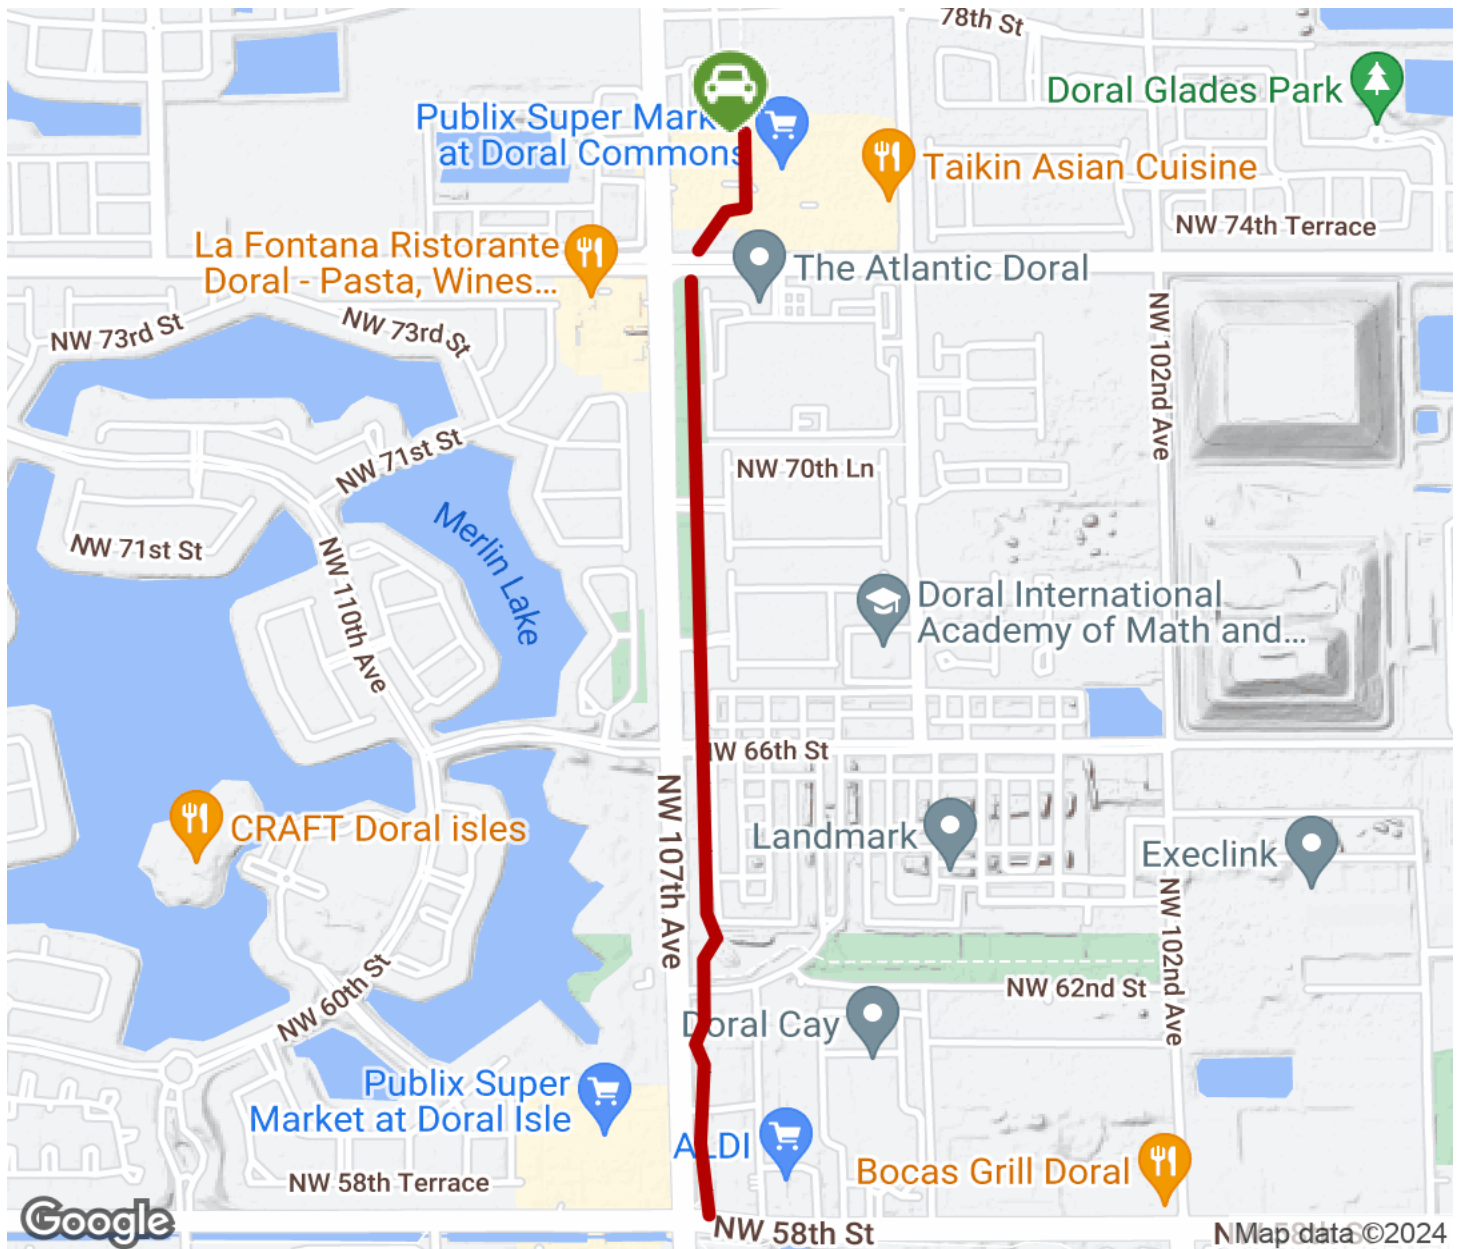 78th St
Doral Glades Park
Publix Super Mark
at Doral Commons
Taikin Asian Cuisine
NW 74th Terrace
La Fontana Ristorante
Doral - Pasta, Wines...
The Atlantic Doral
NW 73rd St
NW 73rd St
NW 102nd Ave
NW 71st St
NW 70th Ln
Merlin Lake
NW 71st St
NW 110th Ave
Doral International
Academy of Math and...
NW 66th St
NW 107th Ave
CRAFT Doral isles
Landmark
Execlink
NW 102nd Ave
NW 60th St
NW 62nd St
Doral Cay
Publix Super
Market at Doral Isle
ALDI
Bocas Grill Doral
NW 58th Terrace
Google
NW 58th St
Map data ©2024